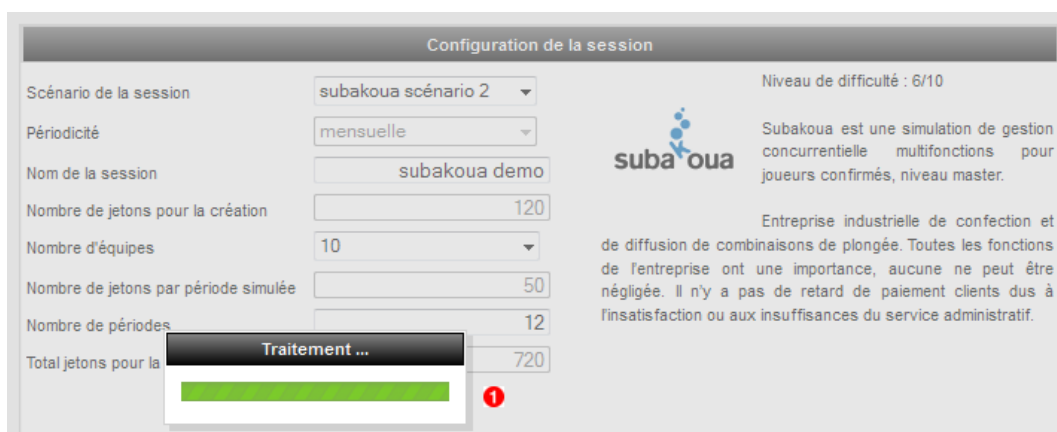 Configuration de la session
Scénario de la session
subakoua scénario 2
Périodicité
mensuelle
Nom de la session
subakoua demo
Nombre de jetons pour la création
120
Nombre d'équipes
10
Nombre de jetons par période simulée
50
Nombre de périodes
12
Total jetons pour la
720
Traitement ...
1
subakoua
Niveau de difficulté : 6/10
Subakoua est une simulation de gestion
concurrentielle multifonctions pour
joueurs confirmés, niveau master.
Entreprise industrielle de confection et
de diffusion de combinaisons de plongée. Toutes les fonctions
de l'entreprise ont une importance, aucune ne peut être
négligée. Il n'y a pas de retard de paiement clients dus à
l'insatisfaction ou aux insuffisances du service administratif.